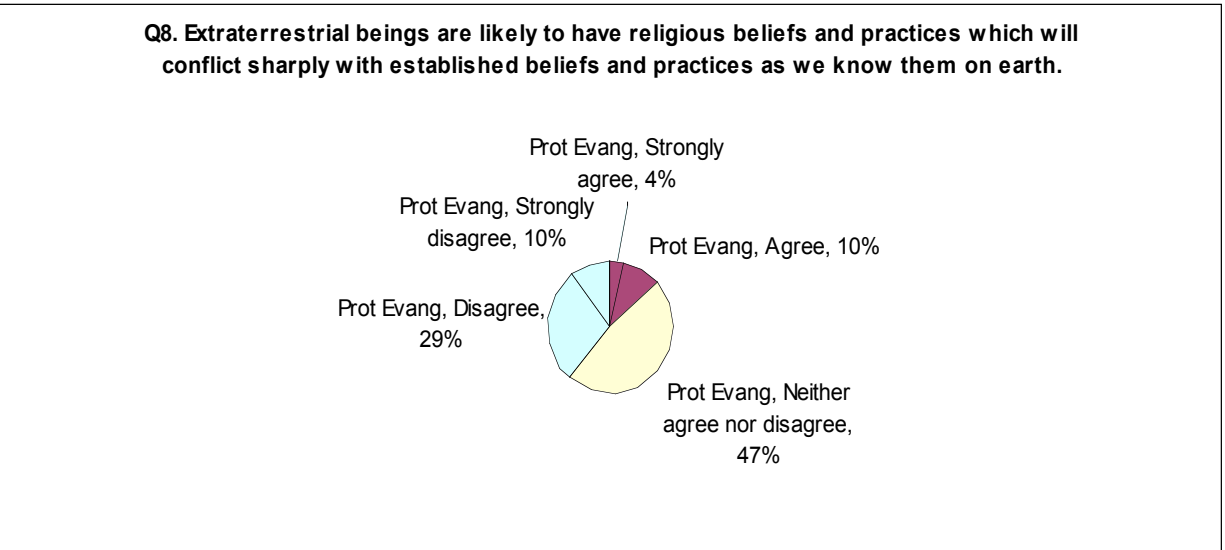 Q8. Extraterrestrial beings are likely to have religious beliefs and practices which will
conflict sharply with established beliefs and practices as we know them on earth.
Prot Evang, Strongly
agree, 4%
Prot Evang, Strongly
disagree, 10%
Prot Evang, Agree, 10%
Prot Evang, Disagree,
29%
Prot Evang, Neither
agree nor disagree,
47%